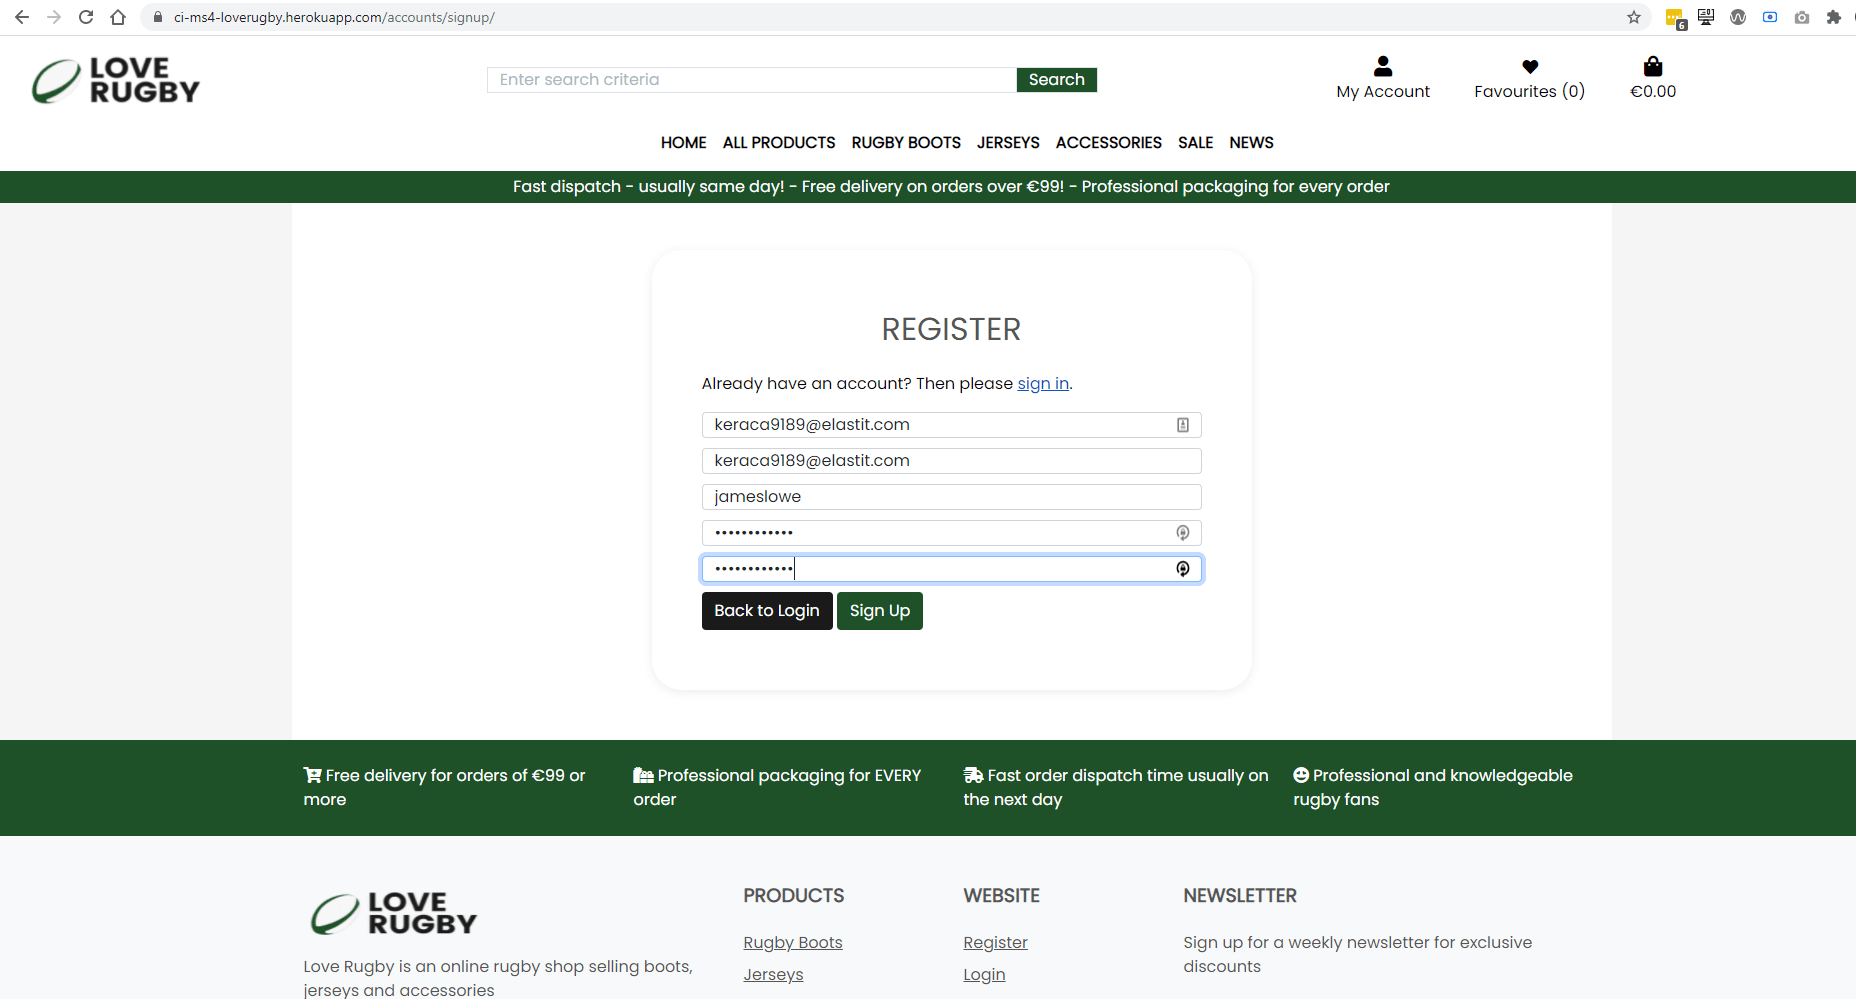 ci-ms4-loverugby.herokuapp.com/accounts/signup/
6
LOVE
RUGBY
Enter search criteria
Search
My Account
Favourites (0)
€0.00
HOME ALL PRODUCTS RUGBY BOOTS JERSEYS ACCESSORIES SALE NEWS
Fast dispatch - usually same day! - Free delivery on orders over €99! - Professional packaging for every order
REGISTER
Already have an account? Then please sign in.
keraca9189@elastit.com
keraca9189@elastit.com
jameslowe
••••••••••••
••••••••••••
Back to Login
Sign Up
Free delivery for orders of €99 or
more
Professional packaging for EVERY
order
Fast order dispatch time usually on
the next day
Professional and knowledgeable
rugby fans
LOVE
RUGBY
Love Rugby is an online rugby shop selling boots,
jerseys and accessories
PRODUCTS
Rugby Boots
Jerseys
WEBSITE
Register
Login
NEWSLETTER
Sign up for a weekly newsletter for exclusive
discounts